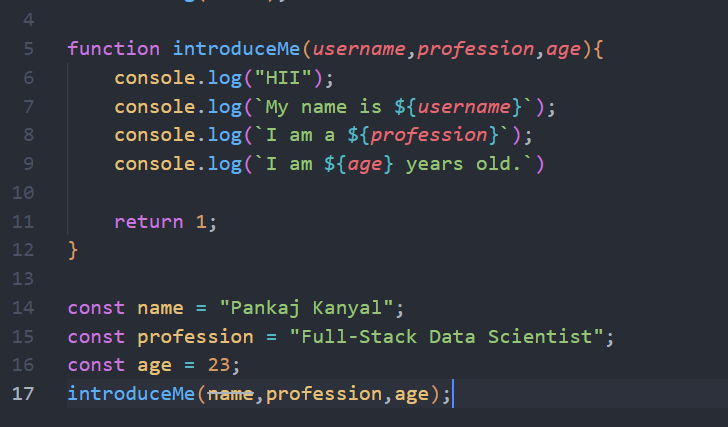 4
5 function introduceMe(username,profession,age){
6 console.log("HII");
7 console.log(`My name is ${username}`);
8 console.log(`I am a ${profession}`);
9 console.log(`I am ${age} years old.`)
10
11 return 1;
12 }
13
14 const name = "Pankaj Kanyal";
15 const profession = "Full-Stack Data Scientist";
16 const age = 23;
17 introduceMe(name,profession,age);